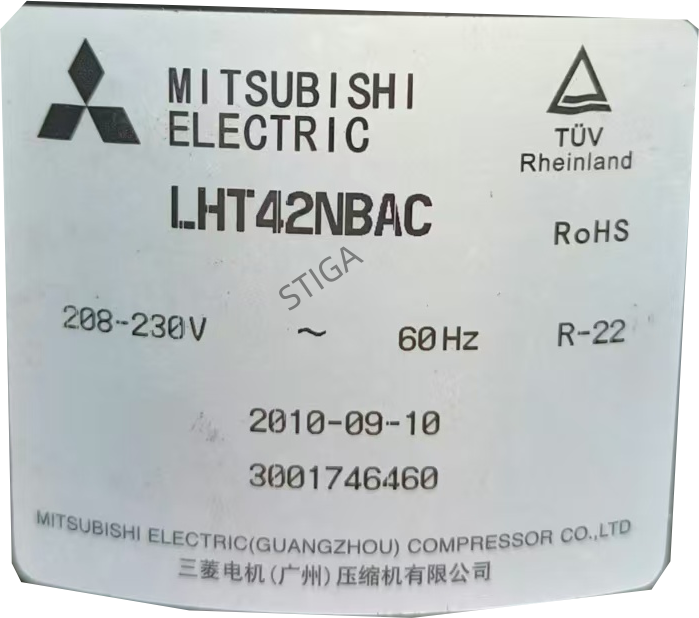 MITSUBISHI
ELECTRIC
TÜV
Rheinland
LHT42NBAC
RoHS
STIGA
208-230V ~ 60Hz R-22
2010-09-10
3001746460
MITSUBISHI ELECTRIC(GUANGZHOU) COMPRESSOR CO.,LTD
三菱电机(广州)压缩机有限公司